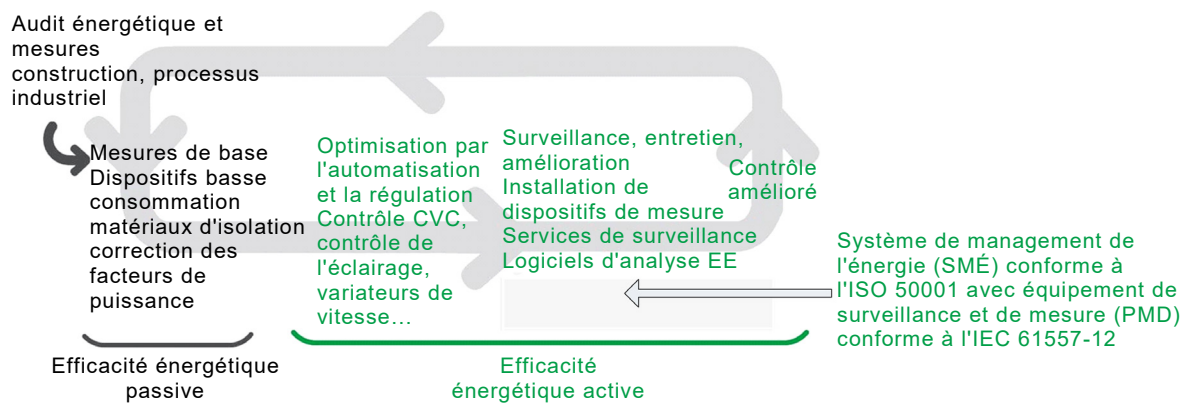 Audit énergétique et
mesures
construction, processus
industriel
Mesures de base
Dispositifs basse
consommation
matériaux d'isolation
correction des
facteurs de
puissance
Optimisation par
l'automatisation
et la régulation
Contrôle CVC,
contrôle de
l'éclairage,
variateurs de
vitesse...
Surveillance, entretien,
amélioration
Installation de
dispositifs de mesure
Services de surveillance
Logiciels d'analyse EE
Contrôle
amélioré
Système de management de
l'énergie (SMÉ) conforme à
l'ISO 50001 avec équipement de
surveillance et de mesure (PMD)
conforme à l'IEC 61557-12
Efficacité énergétique
passive
Efficacité
énergétique active